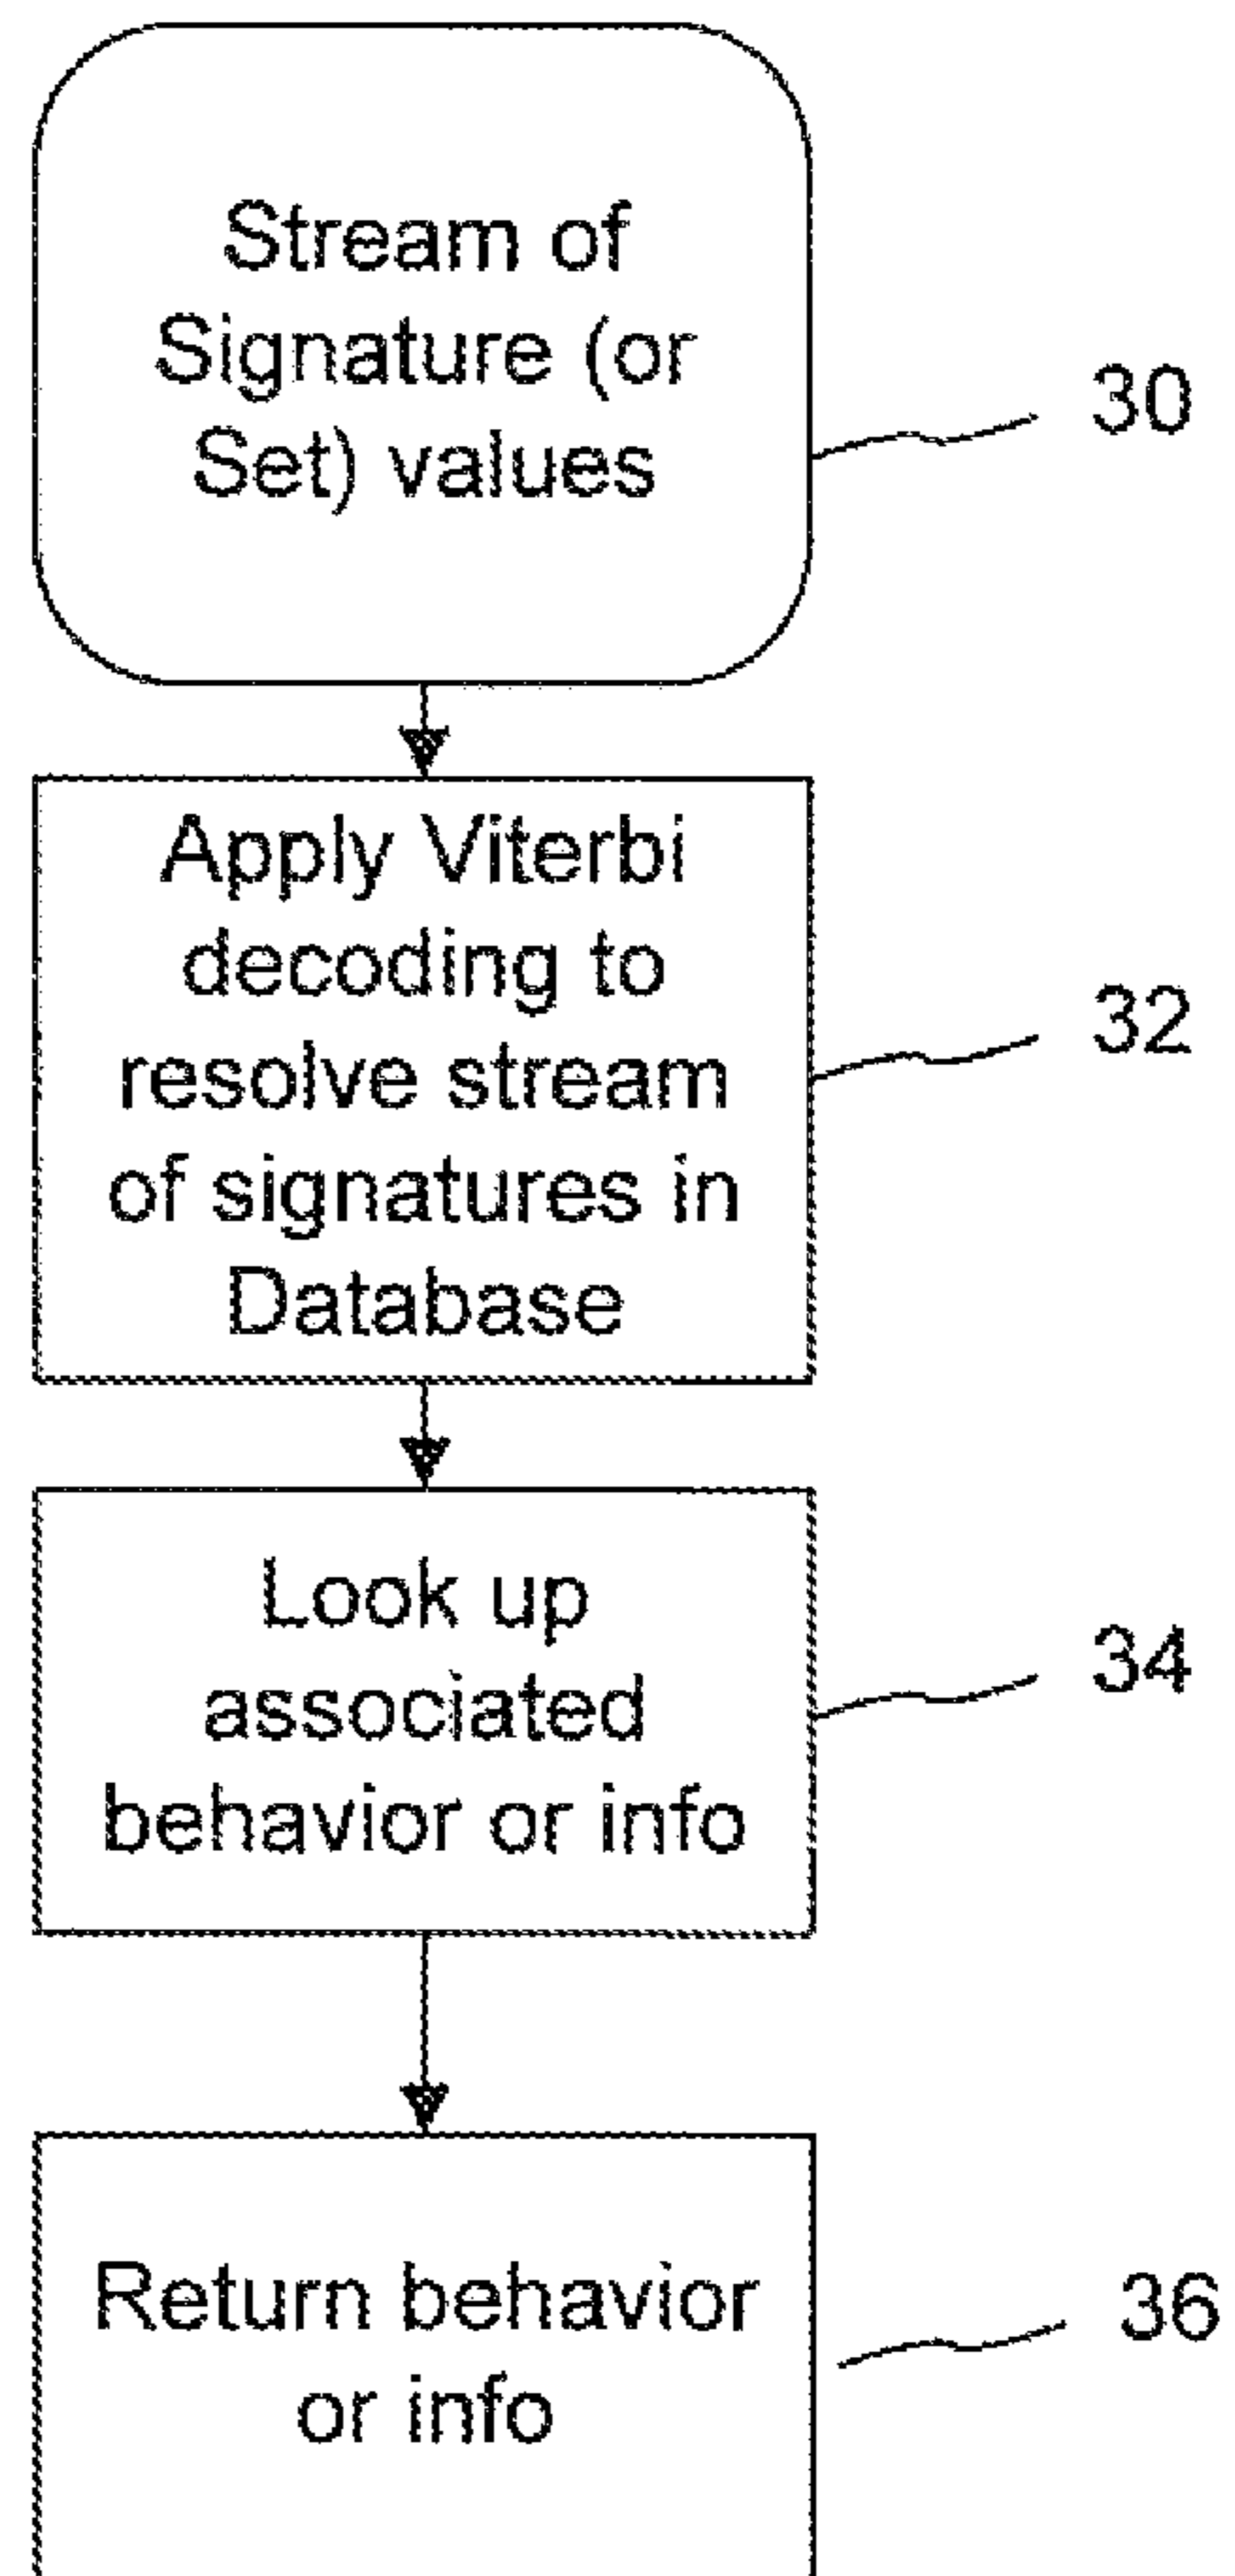 Stream of
Signature (or
Set) values
30
Apply Viterbi
decoding to
resolve stream
of signatures in
Database
32
Look up
associated
behavior or info
34
Return behavior
or info
36